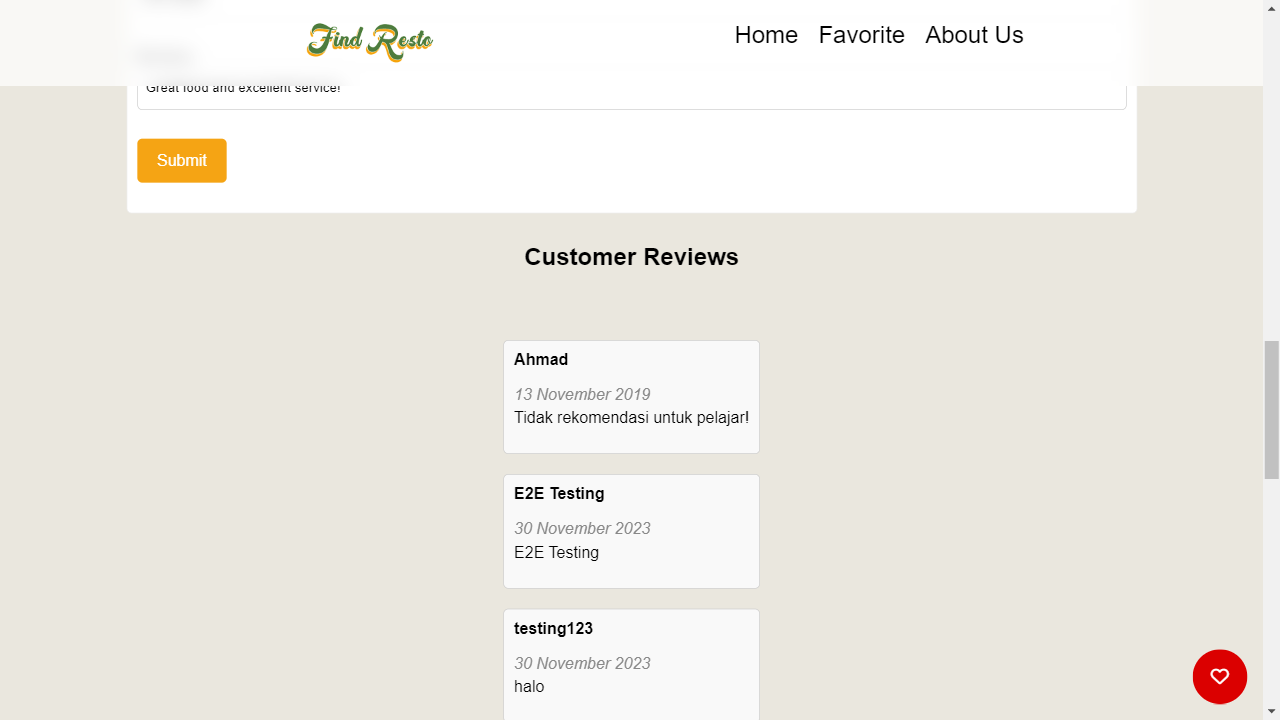 Find Resto
Home Favorite About Us
Great food and excellent service!
Submit
Customer Reviews
Ahmad
13 November 2019
Tidak rekomendasi untuk pelajar!
E2E Testing
30 November 2023
E2E Testing
testing123
30 November 2023
halo